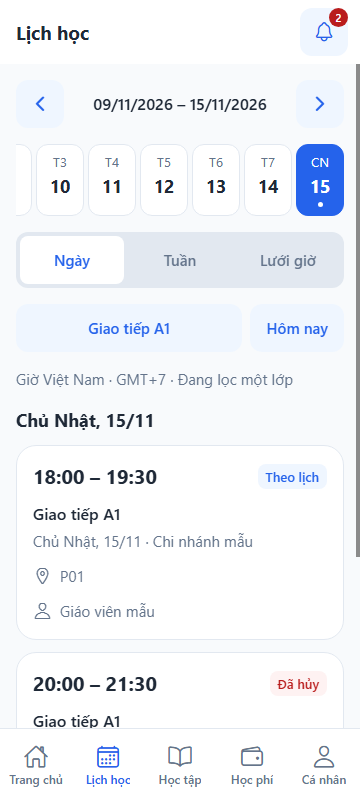 Lịch học
2
09/11/2026 – 15/11/2026
T3 T4 T5 T6 T7 CN
10 11 12 13 14 15
Ngày Tuần Lưới giờ
Giao tiếp A1 Hôm nay
Giờ Việt Nam · GMT+7 · Đang lọc một lớp
Chủ Nhật, 15/11
18:00 – 19:30 Theo lịch
Giao tiếp A1
Chủ Nhật, 15/11 · Chi nhánh mẫu
P01
Giáo viên mẫu
20:00 – 21:30 Đã hủy
Giao tiếp A1
Trang chủ Lịch học Học tập Học phí Cá nhân